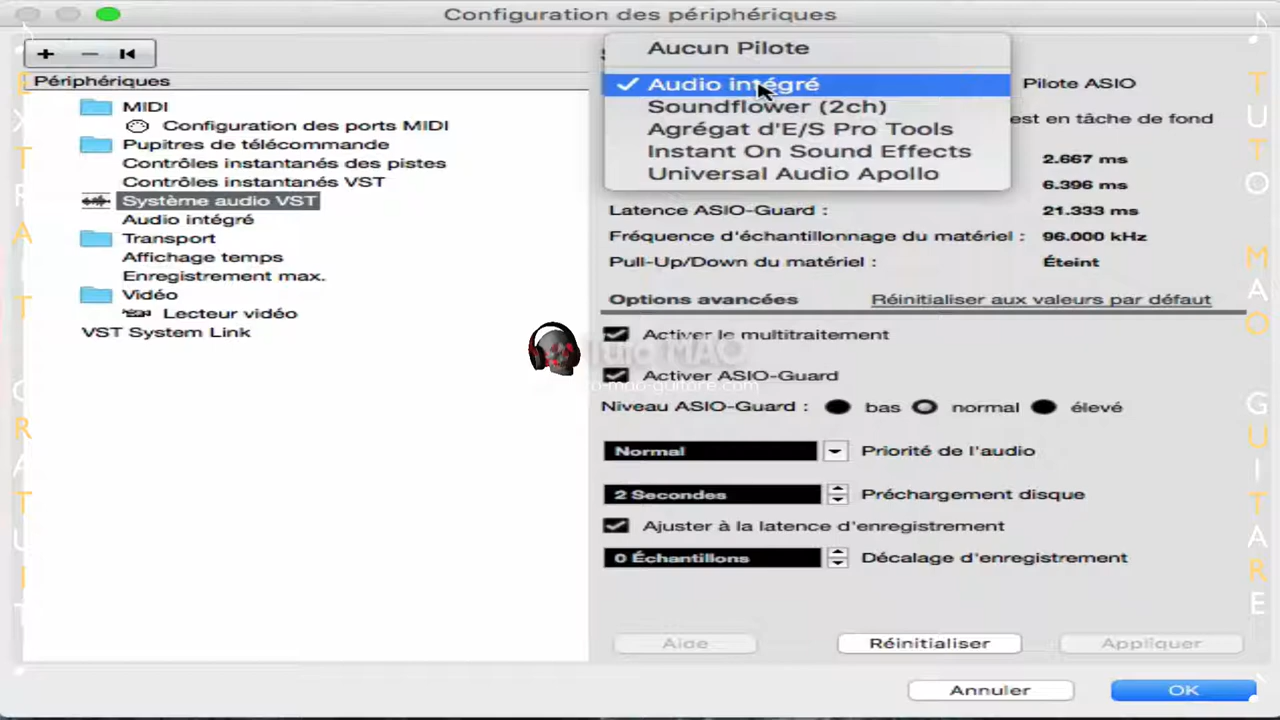 Configuration des périphériques
Périphériques
MIDI
Configuration des ports MIDI
Pupitres de télécommande
Contrôles instantanés des pistes
Contrôles instantanés VST
Système audio VST
Audio intégré
Transport
Affichage temps
Enregistrement max.
Vidéo
Lecteur vidéo
VST System Link
Aucun Pilote
Audio intégré
Soundflower (2ch)
Agrégat d'E/S Pro Tools
Instant On Sound Effects
Universal Audio Apollo
Pilote ASIO
est en tâche de fond
2.667 ms
6.396 ms
Latence ASIO-Guard : 21.333 ms
Fréquence d'échantillonnage du matériel : 96.000 kHz
Pull-Up/Down du matériel : Éteint
Options avancées Réinitialiser aux valeurs par défaut
Activer le multitraitement
Activer ASIO-Guard
Niveau ASIO-Guard : bas normal élevé
Normal Priorité de l'audio
2 Secondes Préchargement disque
Ajuster à la latence d'enregistrement
0 Échantillons Décalage d'enregistrement
Aide Réinitialiser Appliquer
Annuler OK
EXTRAIT GRATUIT
TUTO MAO GUITARE
Tuto MAO